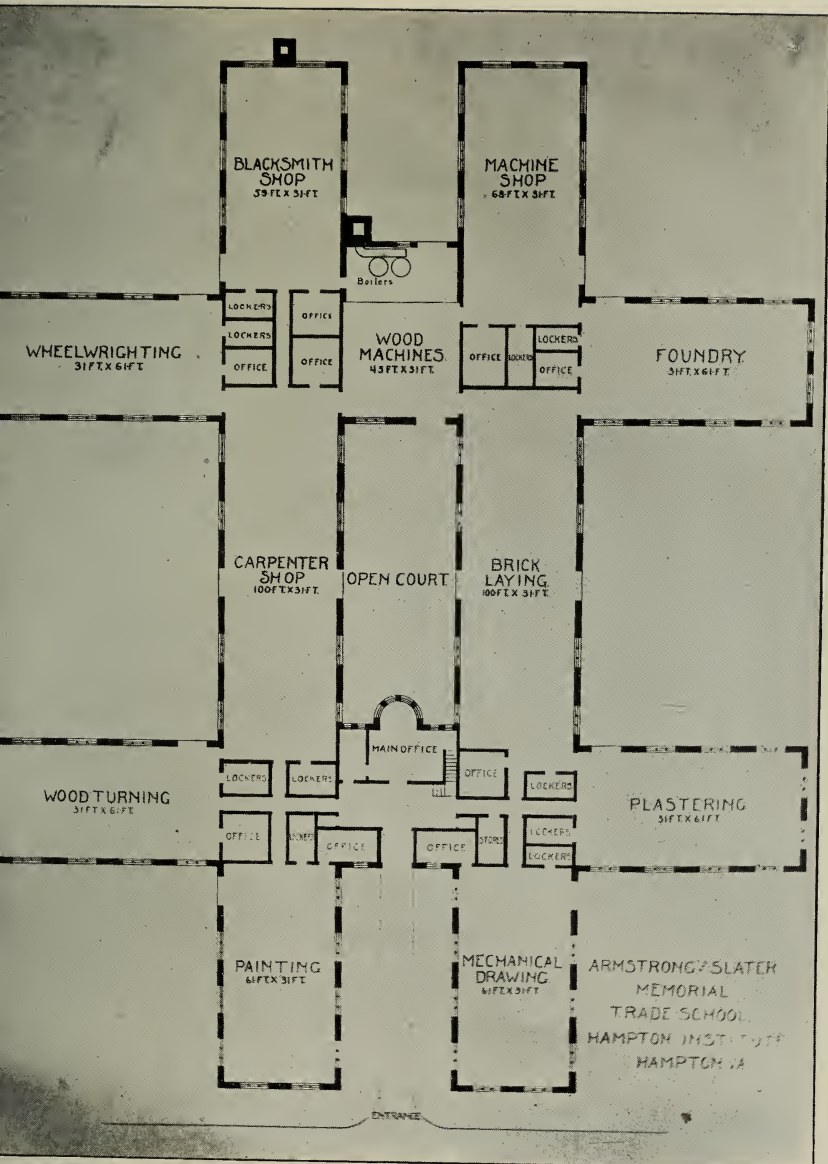 BLACKSMITH
SHOP
59 FT. X 31 FT.
MACHINE
SHOP
68 FT. X 31 FT.
Boilers
LOCKERS
LOCKERS
OFFICE
OFFICE
OFFICE
WOOD
MACHINES
43 FT. X 31 FT.
OFFICE
LOCKERS
LOCKERS
OFFICE
WHEELWRIGHTING
31 FT. X 61 FT.
FOUNDRY
31 FT. X 61 FT.
CARPENTER
SHOP
100 FT. X 31 FT.
OPEN COURT
BRICK
LAYING
100 FT. X 31 FT.
MAIN OFFICE
LOCKERS
LOCKERS
OFFICE
LOCKERS
WOOD TURNING
31 FT X 61 FT.
PLASTERING
31 FT. X 61 FT
OFFICE
LOCKERS
OFFICE
OFFICE
STORES
LOCKERS
LOCKERS
PAINTING
61 FT. X 31 FT.
MECHANICAL
DRAWING
61 FT. X 31 FT.
ARMSTRONG-SLATER
MEMORIAL
TRADE SCHOOL
HAMPTON INSTITUTE
HAMPTON VA
ENTRANCE